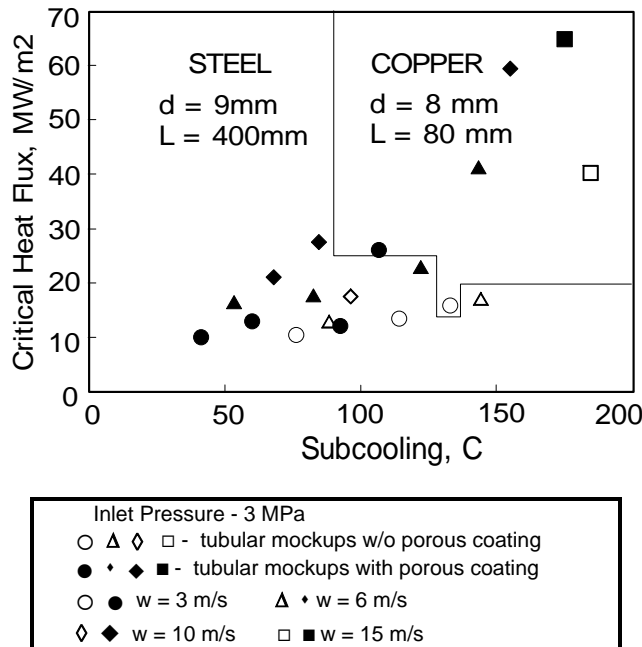 70
60
50
40
30
20
10
0
Critical Heat Flux, MW/m2
STEEL
d = 9mm
L = 400mm
COPPER
d = 8 mm
L = 80 mm
0 50 100 150 200
Subcooling, C
Inlet Pressure - 3 MPa
- tubular mockups w/o porous coating
- tubular mockups with porous coating
w = 3 m/s w = 6 m/s
w = 10 m/s w = 15 m/s